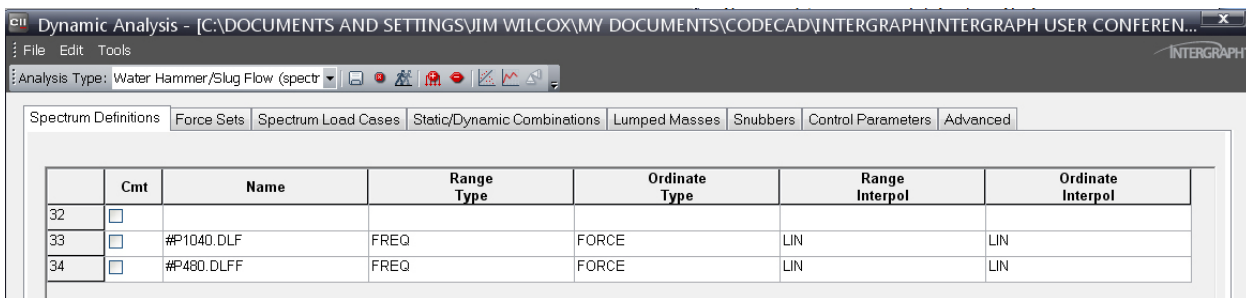 CII Dynamic Analysis - [C:\DOCUMENTS AND SETTINGS\JIM WILCOX\MY DOCUMENTS\CODECAD\INTERGRAPH\INTERGRAPH USER CONFEREN... x
File Edit Tools
INTERGRAPH
Analysis Type: Water Hammer/Slug Flow (spectr
Spectrum Definitions Force Sets Spectrum Load Cases Static/Dynamic Combinations Lumped Masses Snubbers Control Parameters Advanced
Cmt Name Range Type Ordinate Type Range Interpol Ordinate Interpol
32
33 #P1040.DLF FREQ FORCE LIN LIN
34 #P480.DLFF FREQ FORCE LIN LIN